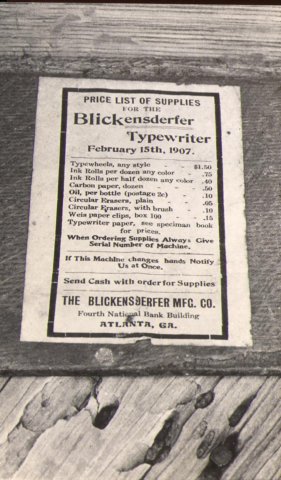 PRICE LIST OF SUPPLIES
FOR THE
Blickensderfer
Typewriter
February 15th, 1907.
Typewheels, any style - $1.50
Ink Rolls per dozen any color - .75
Ink Rolls per half dozen any color .40
Carbon paper, dozen - .50
Oil, per bottle (postage 2c) - .10
Circular Erasers, plain .05
Circular Erasers, with brush - .10
Weis paper clips, box 100 - .15
Typewriter paper, see speciman book
for prices.
When Ordering Supplies Always Give
Serial Number of Machine.
If This Machine changes hands Notify
Us at Once.
Send Cash with order for Supplies
THE BLICKENSDERFER MFG. CO.
Fourth National Bank Building
ATLANTA, GA.